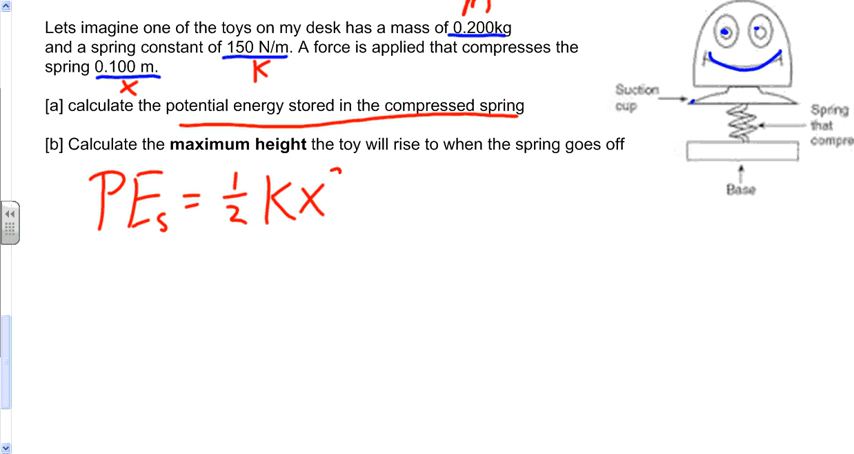 m
Lets imagine one of the toys on my desk has a mass of 0.200kg
and a spring constant of 150 N/m. A force is applied that compresses the
spring 0.100 m.
K
x
[a] calculate the potential energy stored in the compressed spring
[b] Calculate the maximum height the toy will rise to when the spring goes off
PEs = 1/2 Kx²
Suction
cup
Spring
that
compre
Base